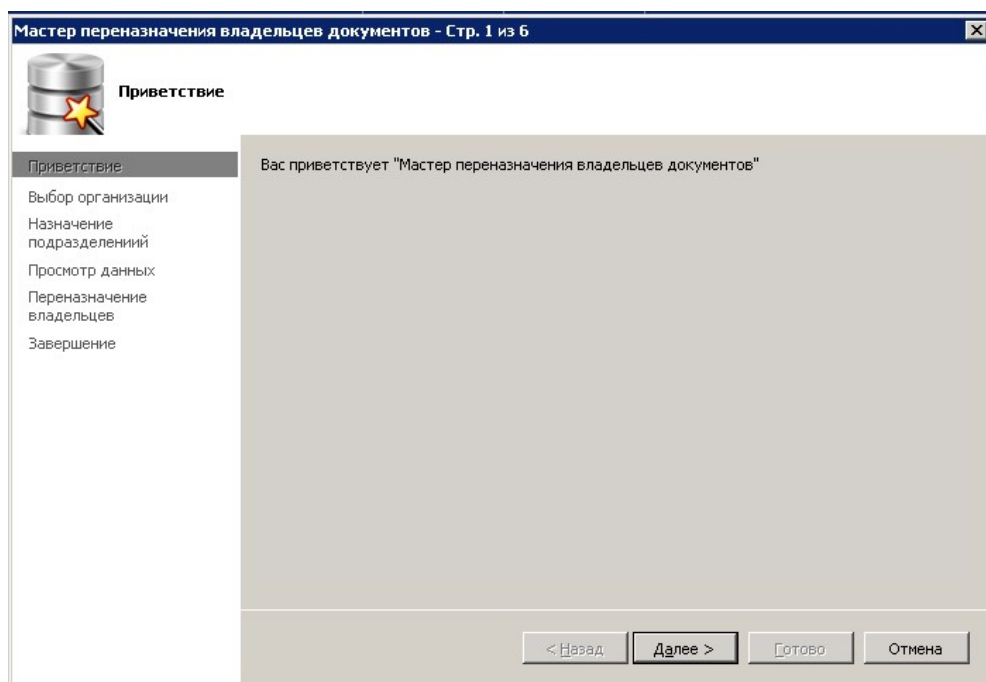 Мастер переназначения владельцев документов - Стр. 1 из 6
Приветствие
Приветствие
Выбор организации
Назначение
подразделениий
Просмотр данных
Переназначение
владельцев
Завершение
Вас приветствует "Мастер переназначения владельцев документов"
< Назад
Далее >
Готово
Отмена